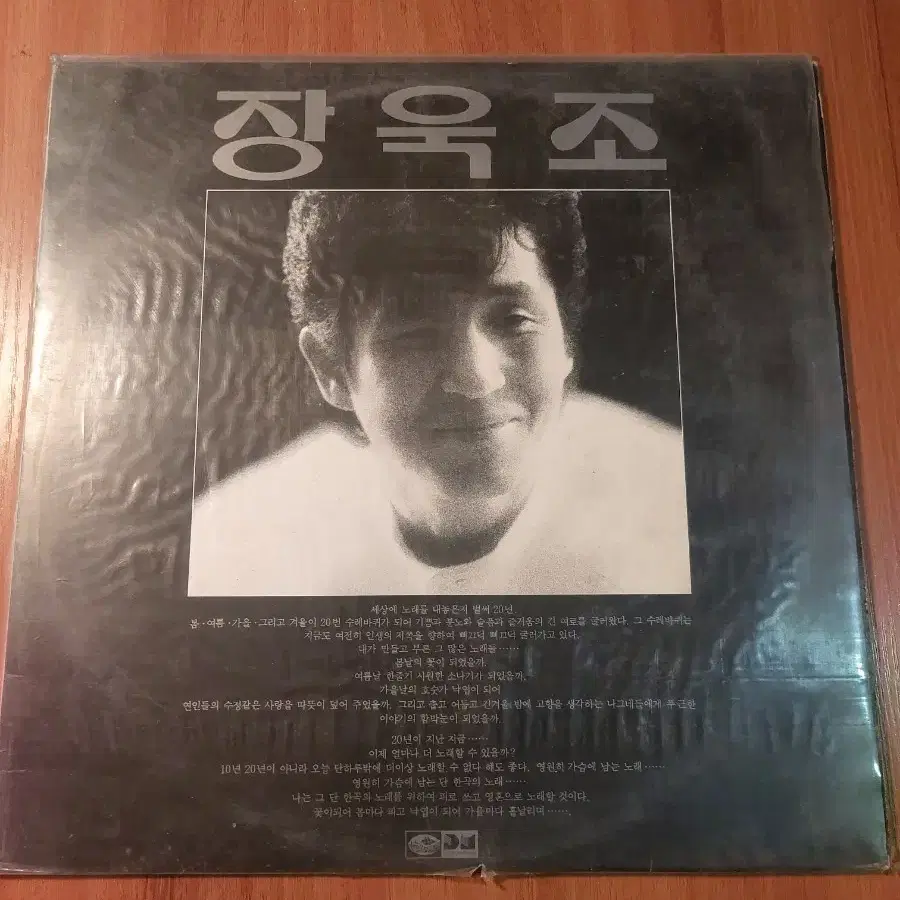 장욱조
세상에 노래를 내놓은지 벌써 20년.
봄·여름·가을·그리고 겨울이 20번 수레바퀴가 되어 기쁨과 분노와 슬픔과 즐거움의 긴 여로를 굴러왔다. 그 수레바퀴는
지금도 여전히 인생의 저쪽을 향하여 삐끄덕 삐끄덕 굴러가고 있다.
내가 만들고 부른 그 많은 노래들……
봄날의 꽃이 되었을까.
여름날 한줄기 시원한 소나기가 되었을까.
가을날의 호숫가 낙엽이 되어
연인들의 수정같은 사랑을 따뜻이 덮어 주었을까. 그리고 춥고 어둡고 긴겨울밤에 고향을 생각하는 나그네들에게 푸근한
이야기의 함박눈이 되었을까.
20년이 지난 지금……
이제 얼마나 더 노래할 수 있을까?
10년 20년이 아니라 오늘 단하루밖에 더이상 노래할 수 없다 해도 좋다. 영원히 가슴에 남는 노래……
영원히 가슴에 남는 단 한곡의 노래……
나는 그 단 한곡의 노래를 위하여 피로 쓰고 영혼으로 노래할 것이다.
꽃이되어 봄마다 피고 낙엽이 되어 가을마다 흩날리며……